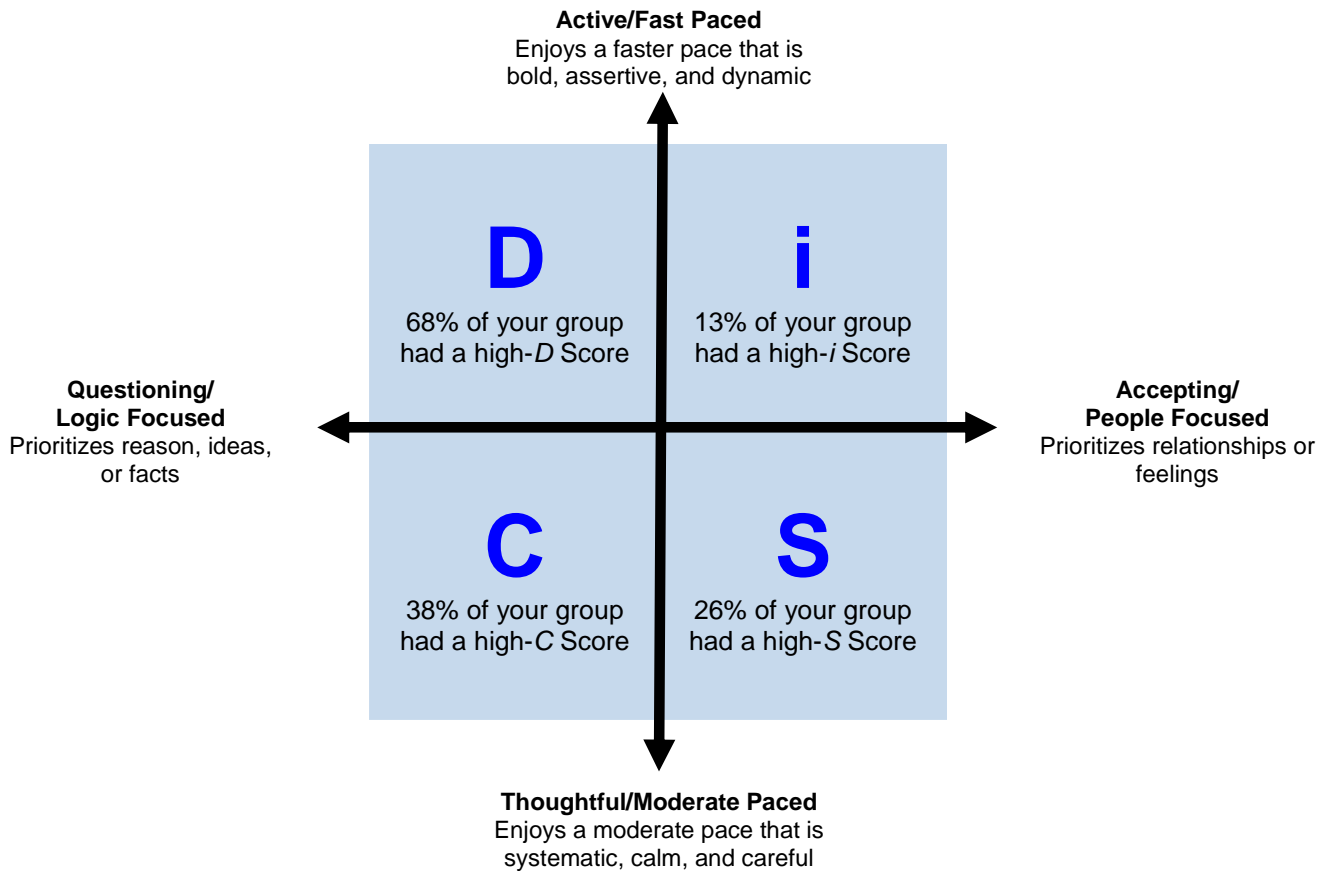 Active/Fast Paced
Enjoys a faster pace that is
bold, assertive, and dynamic
D
68% of your group
had a high-D Score
i
13% of your group
had a high-i Score
Questioning/
Logic Focused
Prioritizes reason, ideas,
or facts
Accepting/
People Focused
Prioritizes relationships or
feelings
C
38% of your group
had a high-C Score
S
26% of your group
had a high-S Score
Thoughtful/Moderate Paced
Enjoys a moderate pace that is
systematic, calm, and careful